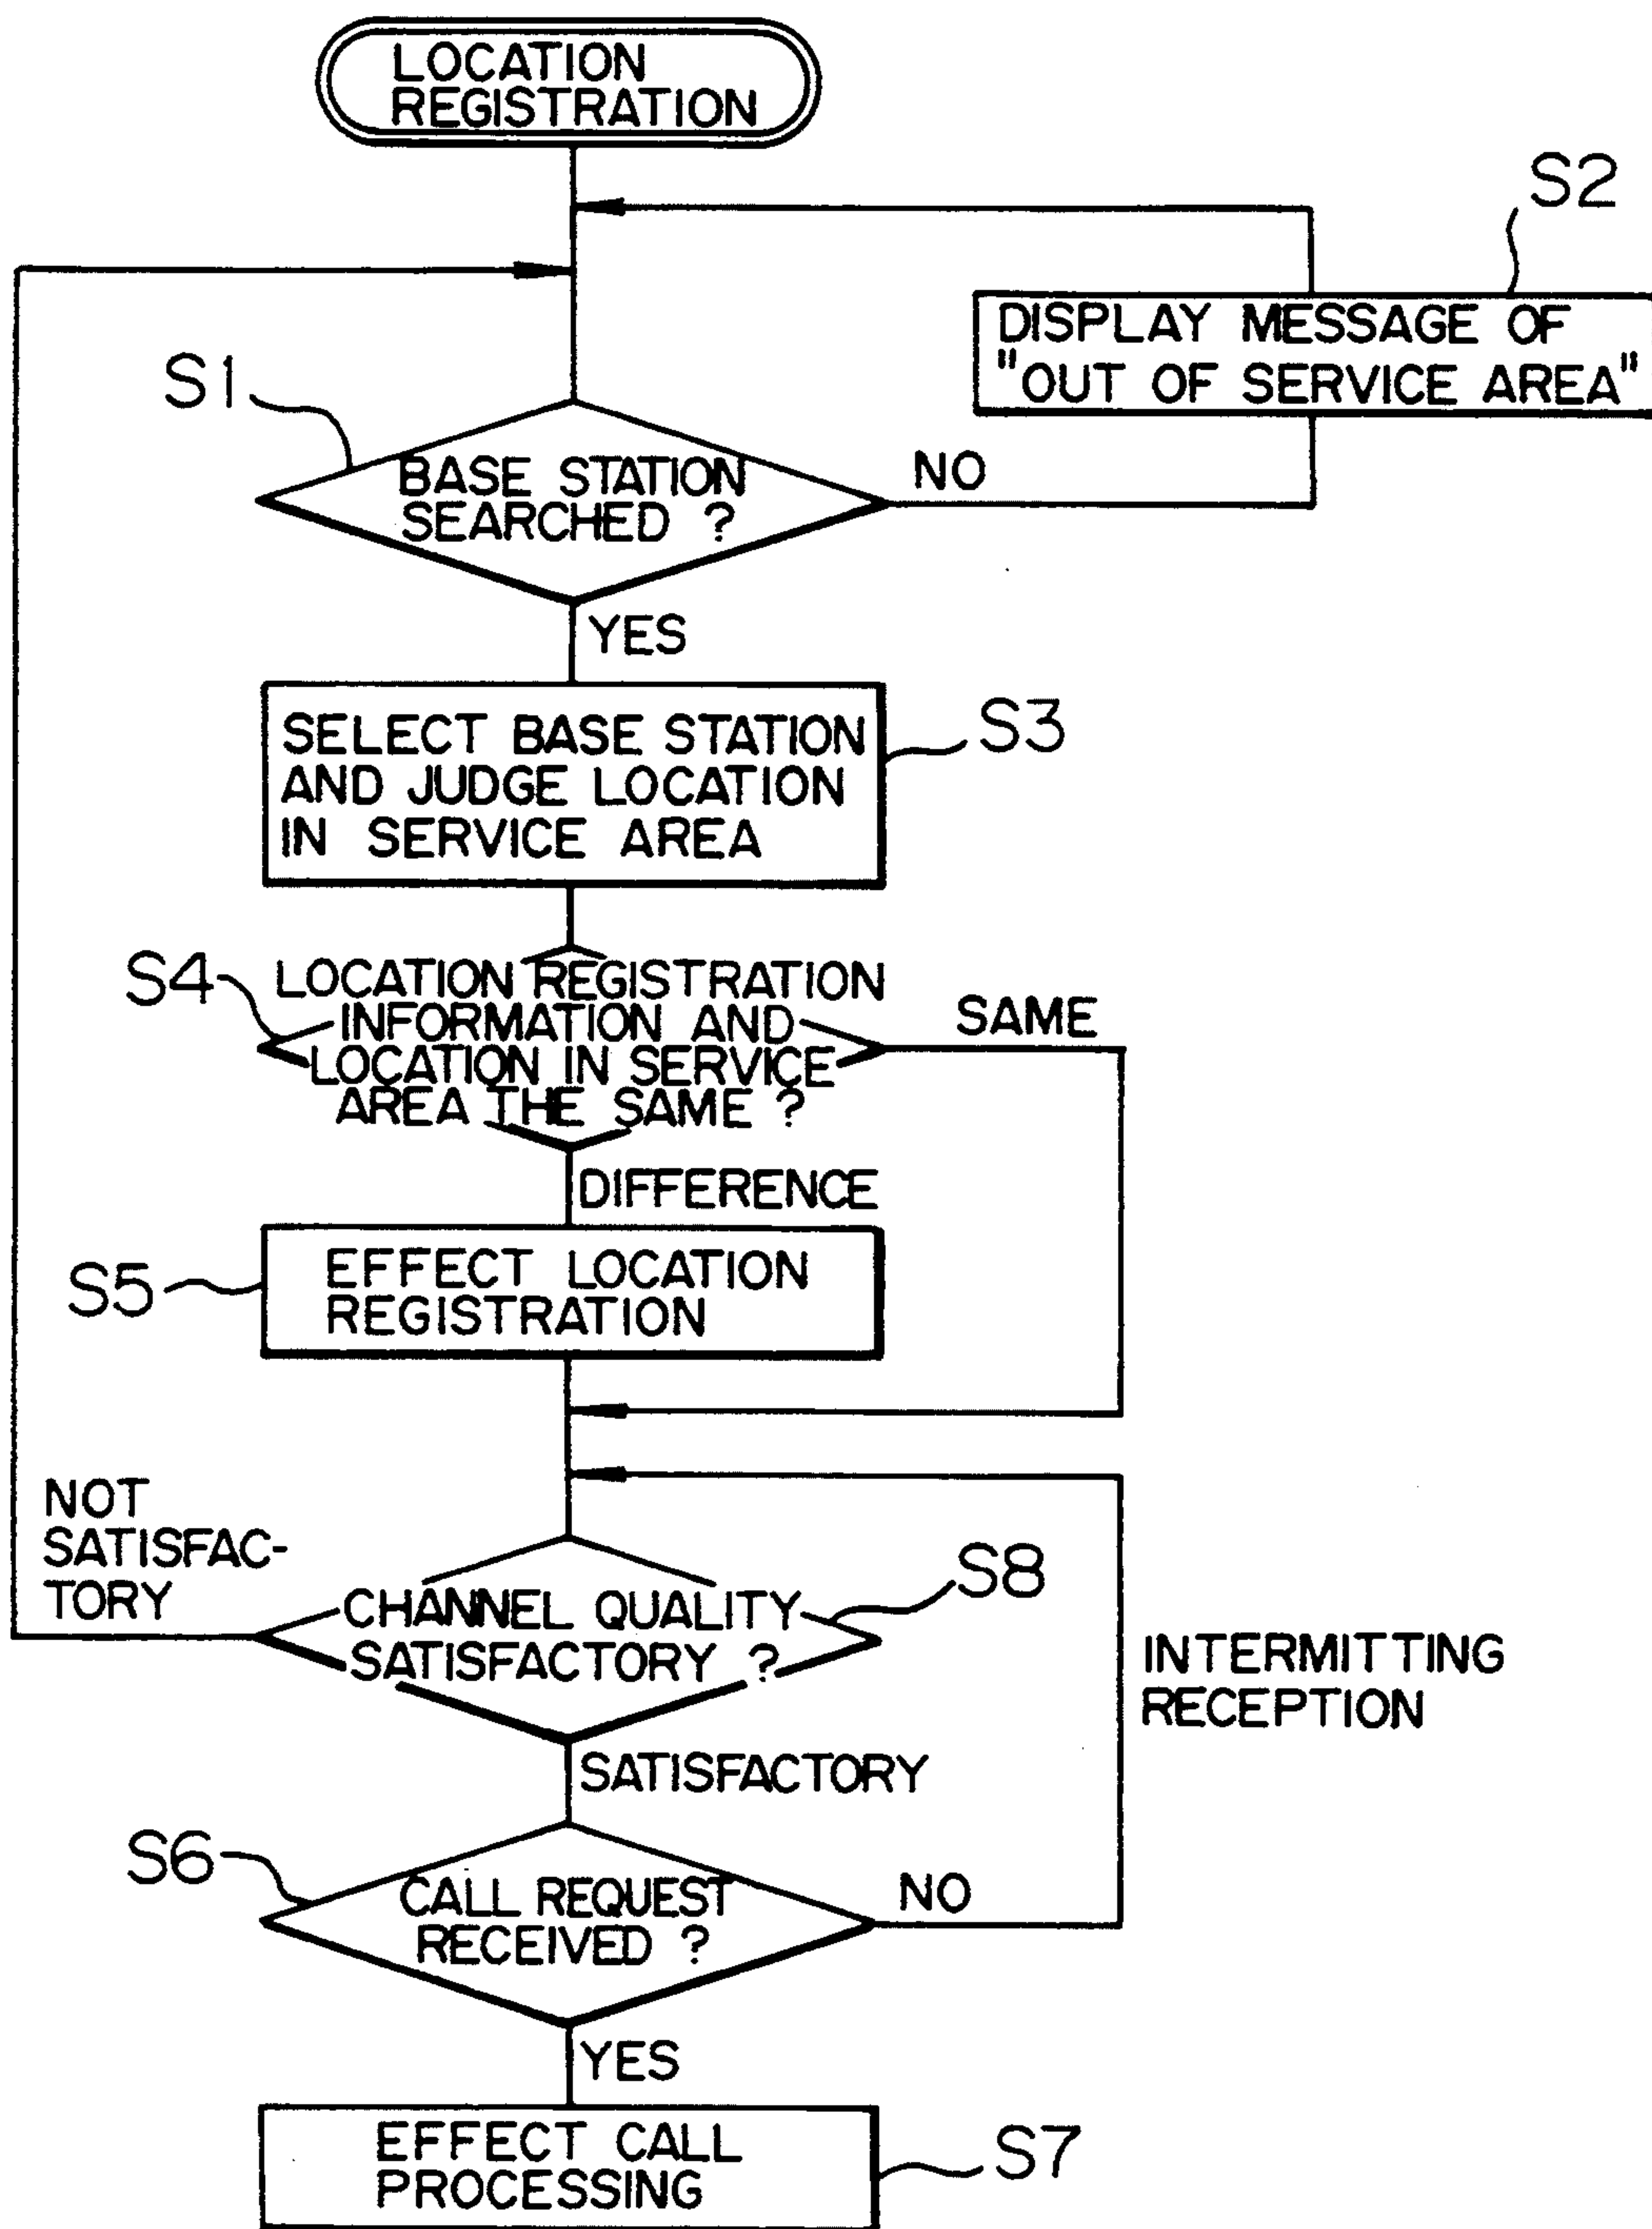 LOCATION
REGISTRATION
S2
DISPLAY MESSAGE OF
"OUT OF SERVICE AREA"
S1
BASE STATION
SEARCHED ?
NO
YES
SELECT BASE STATION
AND JUDGE LOCATION
IN SERVICE AREA
S3
S4
LOCATION REGISTRATION
INFORMATION AND
LOCATION IN SERVICE
AREA THE SAME ?
SAME
DIFFERENCE
S5
EFFECT LOCATION
REGISTRATION
NOT
SATISFAC-
TORY
CHANNEL QUALITY
SATISFACTORY ?
S8
INTERMITTING
RECEPTION
SATISFACTORY
S6
CALL REQUEST
RECEIVED ?
NO
YES
EFFECT CALL
PROCESSING
S7